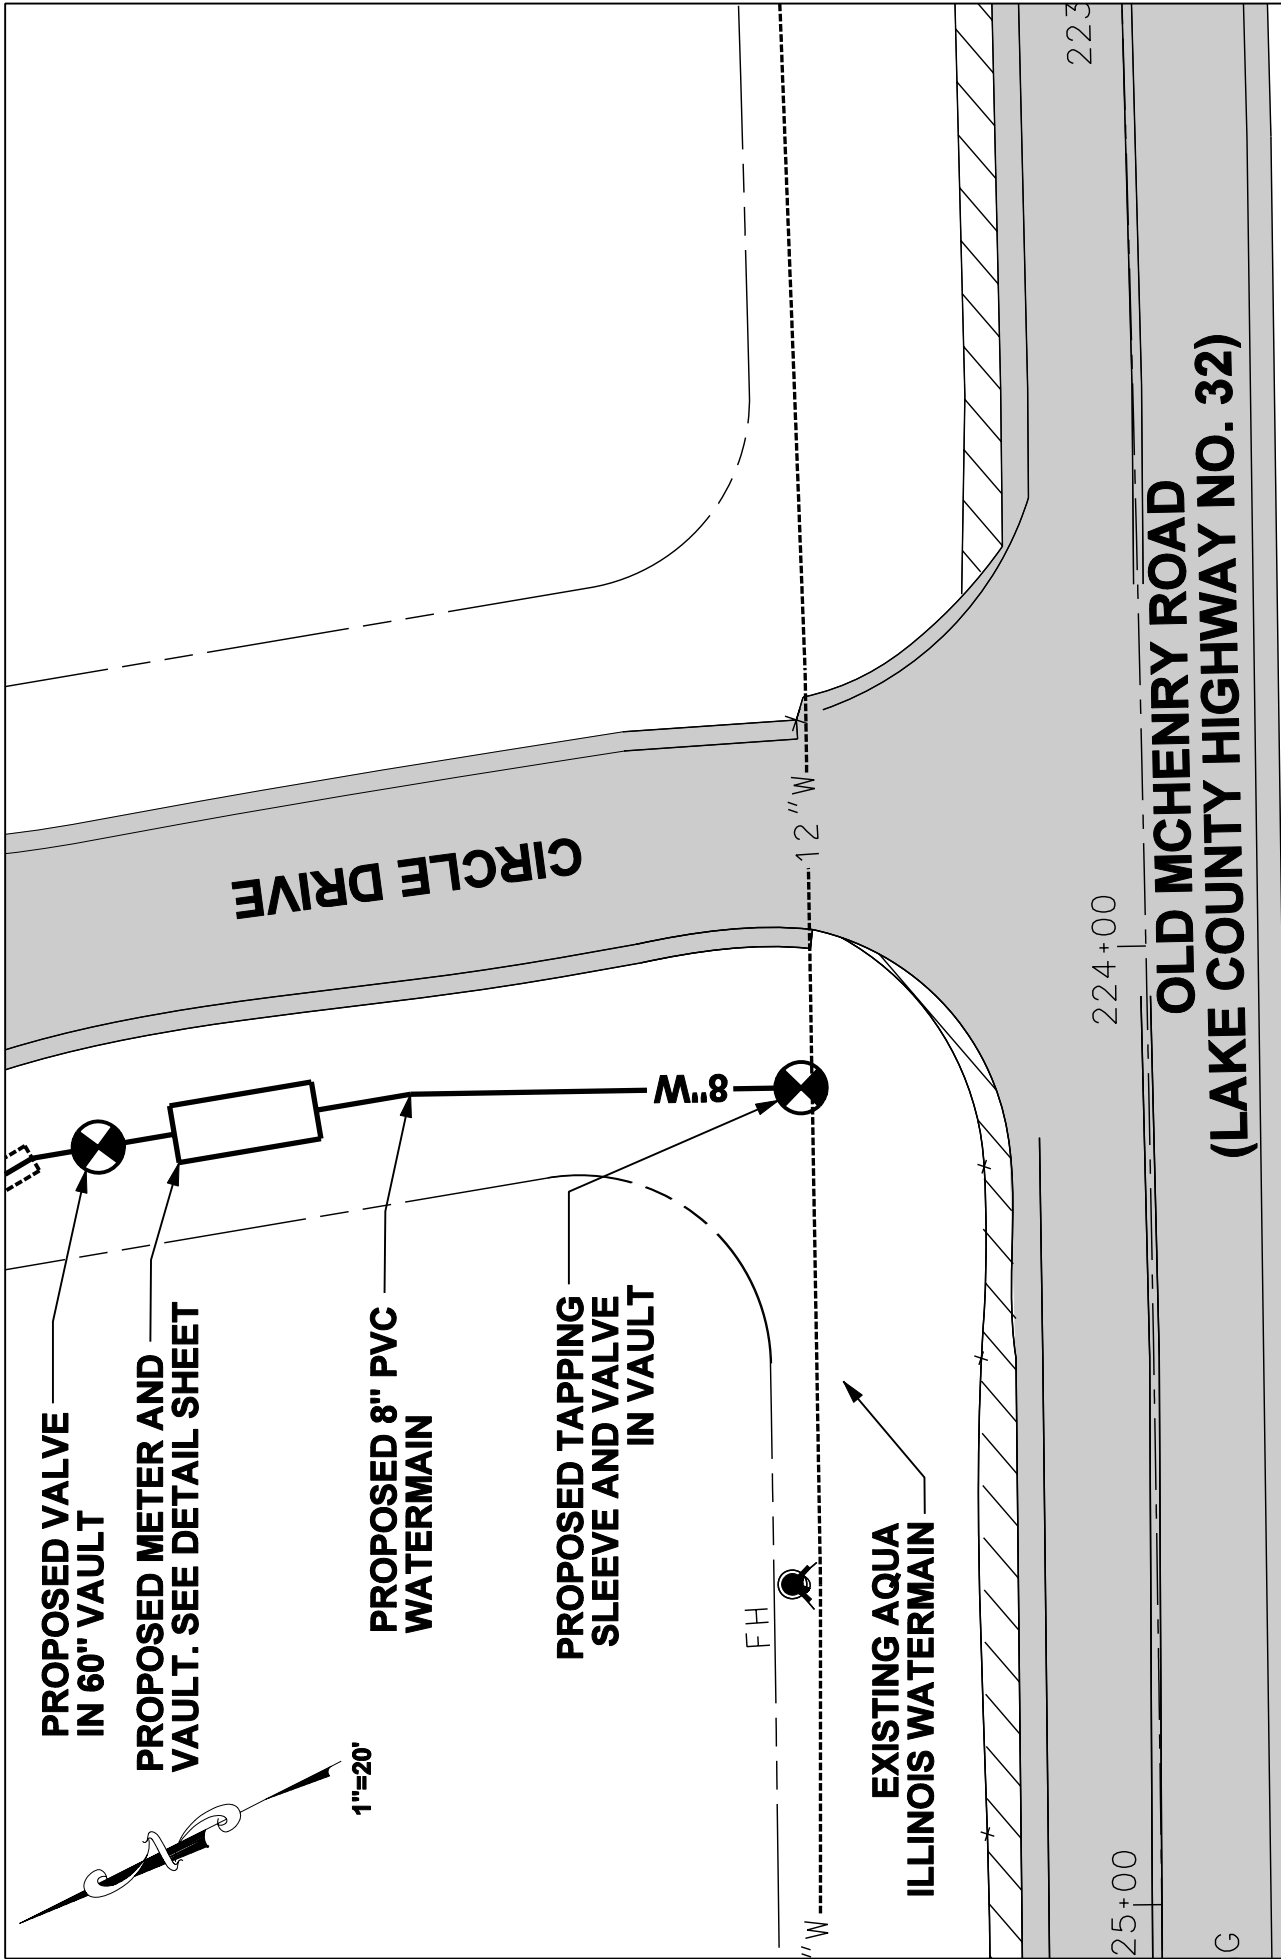 PROPOSED VALVE
IN 60" VAULT
PROPOSED METER AND
VAULT. SEE DETAIL SHEET
PROPOSED 8" PVC
WATERMAIN
PROPOSED TAPPING
SLEEVE AND VALVE
IN VAULT
EXISTING AQUA
ILLINOIS WATERMAIN
1"=20'
N
FH
8"W
CIRCLE DRIVE
12"W
"W
OLD MCHENRY ROAD
(LAKE COUNTY HIGHWAY NO. 32)
25+00
224+00
223
G